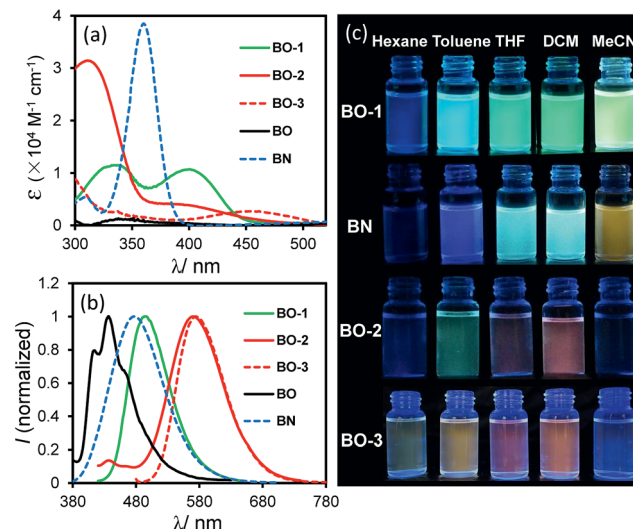 (a)
BO-1
BO-2
BO-3
BO
BN
ε (×10⁴ M⁻¹ cm⁻¹)
4
3
2
1
0
300 350 400 450 500
λ/ nm
(b)
BO-1
BO-2
BO-3
BO
BN
I (normalized)
1.2
1
0.8
0.6
0.4
0.2
0
380 480 580 680 780
λ/ nm
(c)
Hexane Toluene THF DCM MeCN
BO-1
BN
BO-2
BO-3